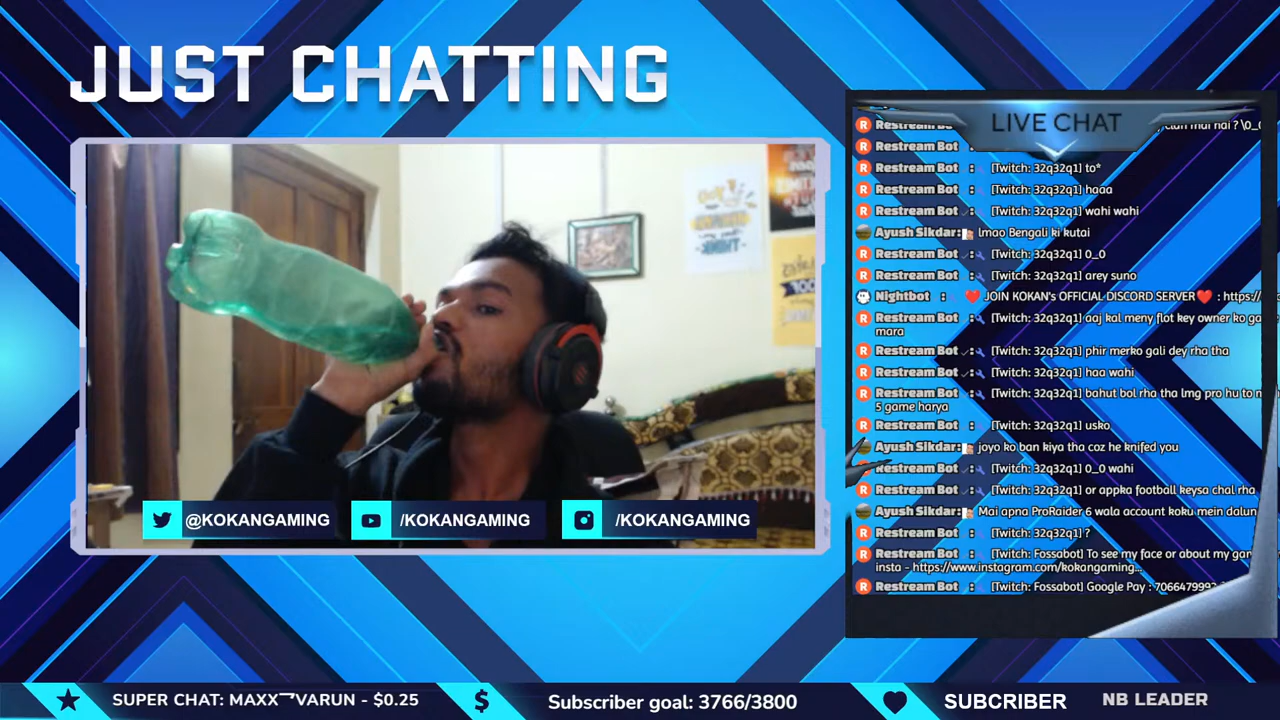 JUST CHATTING
@KOKANGAMING
/KOKANGAMING
/KOKANGAMING
LIVE CHAT
Restream Bo
Restream Bot :
Restream Bot : [Twitch: 32q32q1] to*
Restream Bot : [Twitch: 32q32q1] haaa
Restream Bot : [Twitch: 32q32q1] wahi wahi
Ayush Sikdar: lmao Bengali ki kutai
Restream Bot : [Twitch: 32q32q1] 0_0
Restream Bot : [Twitch: 32q32q1] arey suno
Nightbot : ❤️ JOIN KOKAN's OFFICIAL DISCORD SERVER❤️ : https://
Restream Bot : [Twitch: 32q32q1] aaj kal meny flot key owner ko ga
mara
Restream Bot : [Twitch: 32q32q1] phir merko gali dey rha tha
Restream Bot : [Twitch: 32q32q1] haa wahi
Restream Bot : [Twitch: 32q32q1] bahut bol rha tha lmg pro hu to
5 game harya
Restream Bot : [Twitch: 32q32q1] usko
Ayush Sikdar: joyo ko ban kiya tha coz he knifed you
Restream Bot : [Twitch: 32q32q1] 0_0 wahi
Restream Bot : [Twitch: 32q32q1] or appka football keysa chal rha
Ayush Sikdar: Mai apna ProRaider 6 wala account koku mein dalun
Restream Bot : [Twitch: 32q32q1] ?
Restream Bot : [Twitch: Fossabot] To see my face or about my gam
insta - https://www.instagram.com/kokangaming...
Restream Bot : [Twitch: Fossabot] Google Pay : 7066479992
SUPER CHAT: MAXX VARUN - $0.25
$
Subscriber goal: 3766/3800
SUBCRIBER
NB LEADER